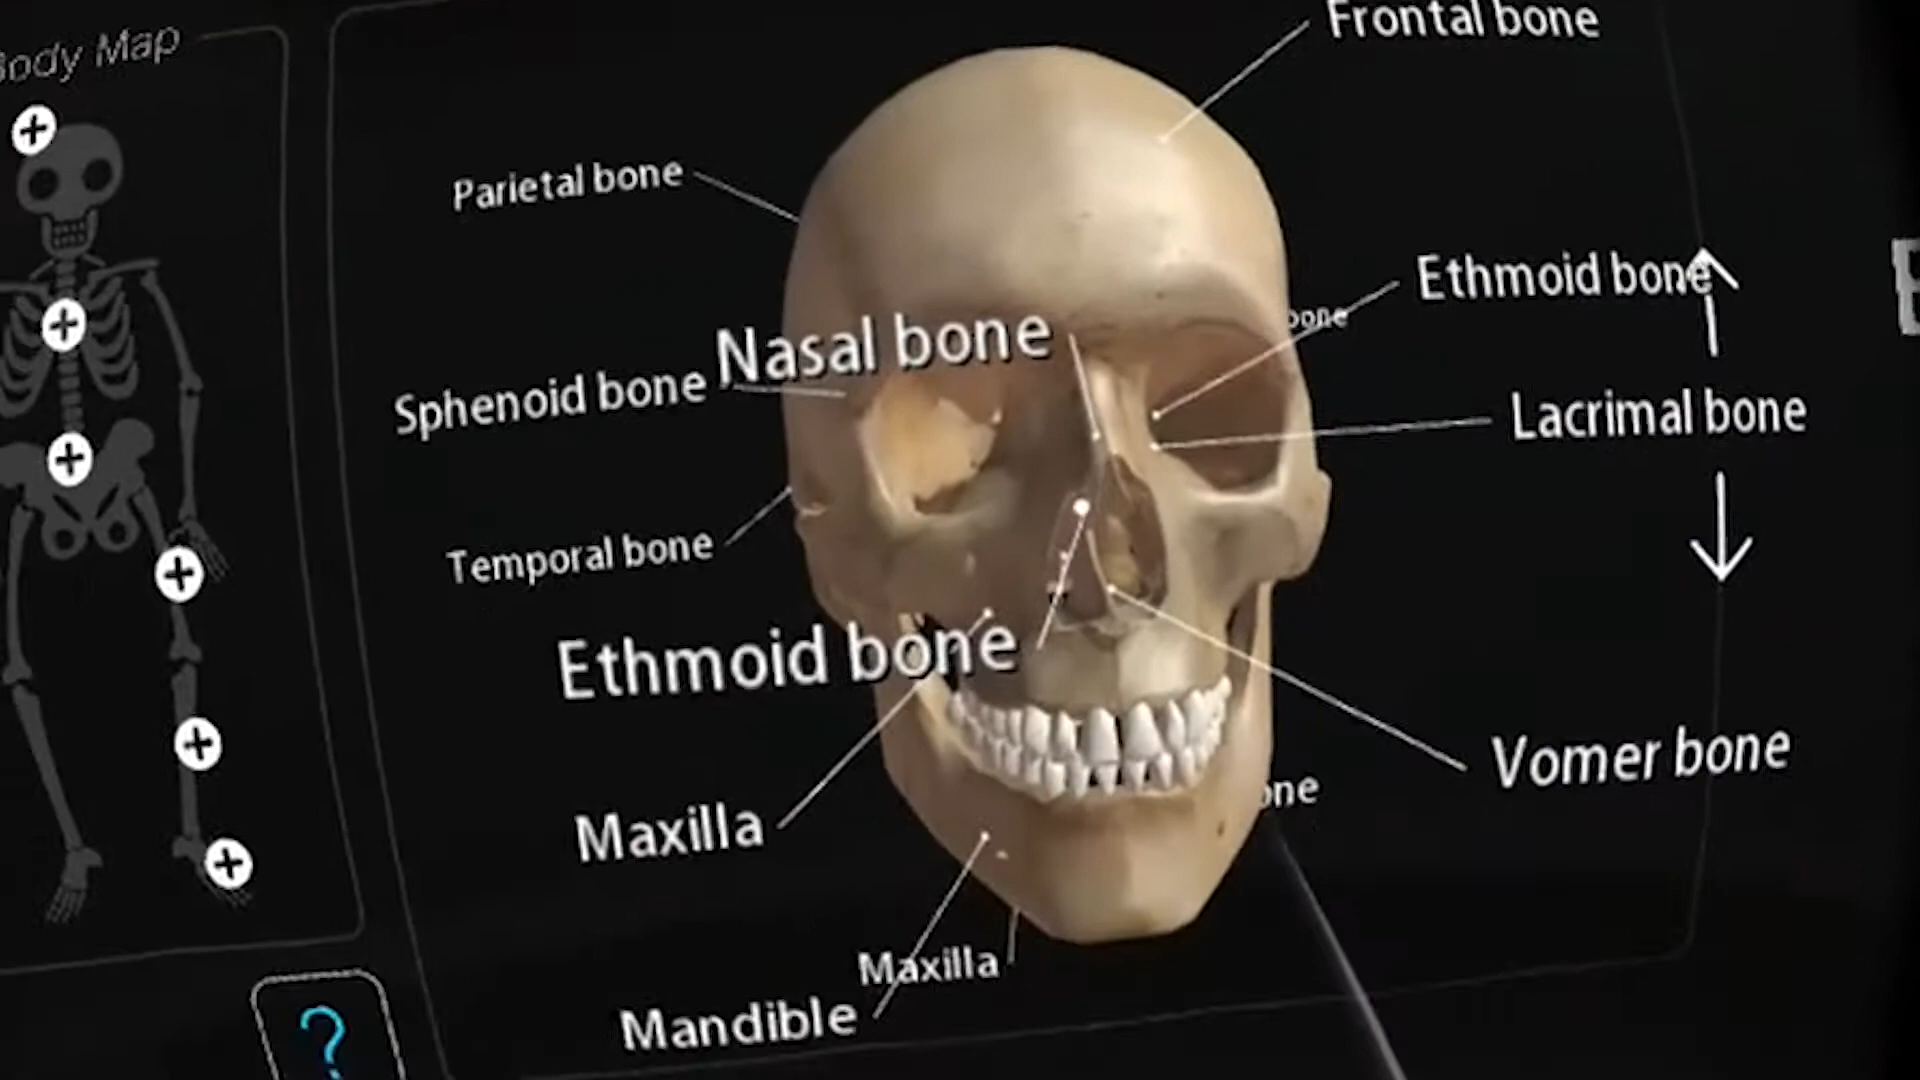 Body Map
Frontal bone
Parietal bone
Ethmoid bone
bone
Nasal bone
Sphenoid bone
Lacrimal bone
Temporal bone
Ethmoid bone
Vomer bone
Maxilla
Maxilla
Mandible
?